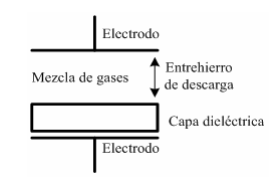 Electrodo
Mezcla de gases
Entrehierro
de descarga
Capa dieléctrica
Electrodo